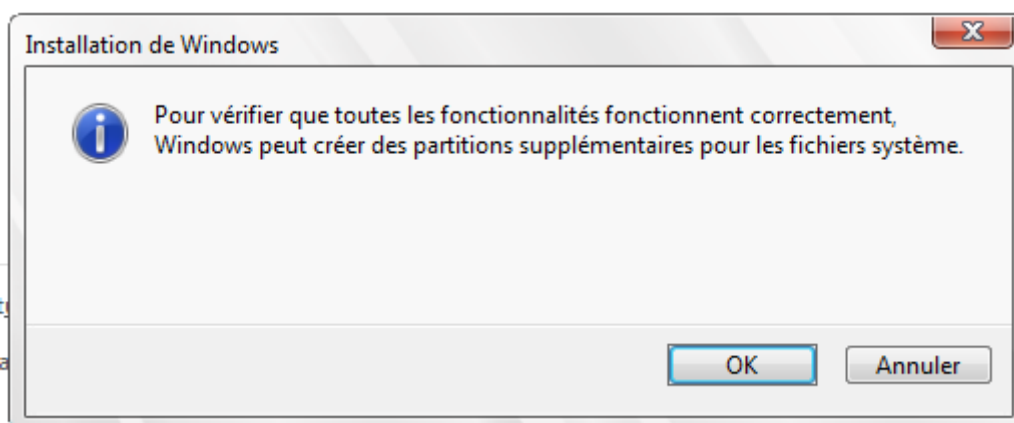 Installation de Windows
Pour vérifier que toutes les fonctionnalités fonctionnent correctement,
Windows peut créer des partitions supplémentaires pour les fichiers système.
OK
Annuler